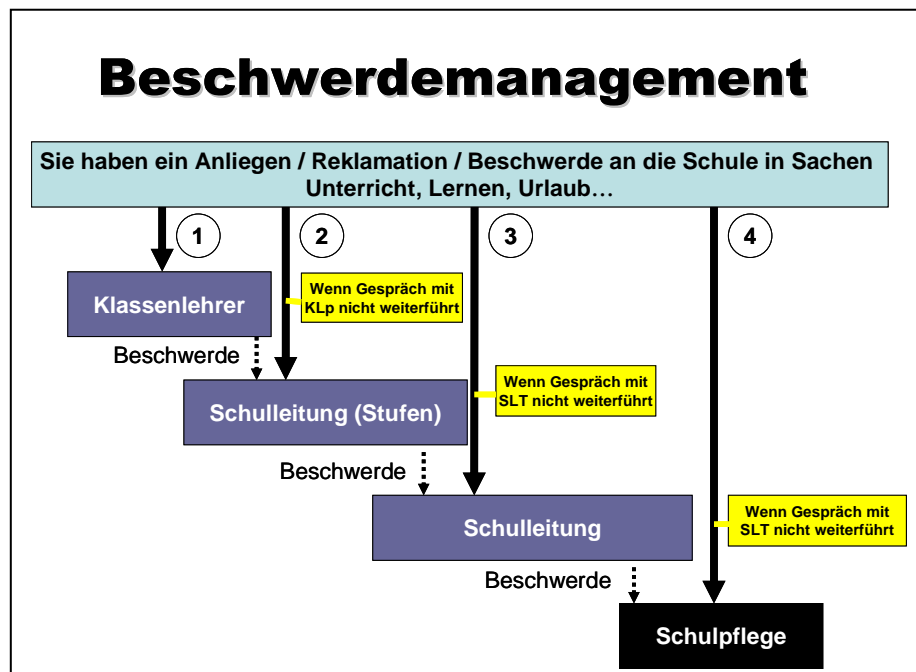 Beschwerdemanagement
Sie haben ein Anliegen / Reklamation / Beschwerde an die Schule in Sachen
Unterricht, Lernen, Urlaub…
1
2
3
4
Klassenlehrer
Wenn Gespräch mit
KLp nicht weiterführt
Beschwerde
Schulleitung (Stufen)
Wenn Gespräch mit
SLT nicht weiterführt
Beschwerde
Schulleitung
Wenn Gespräch mit
SLT nicht weiterführt
Beschwerde
Schulpflege